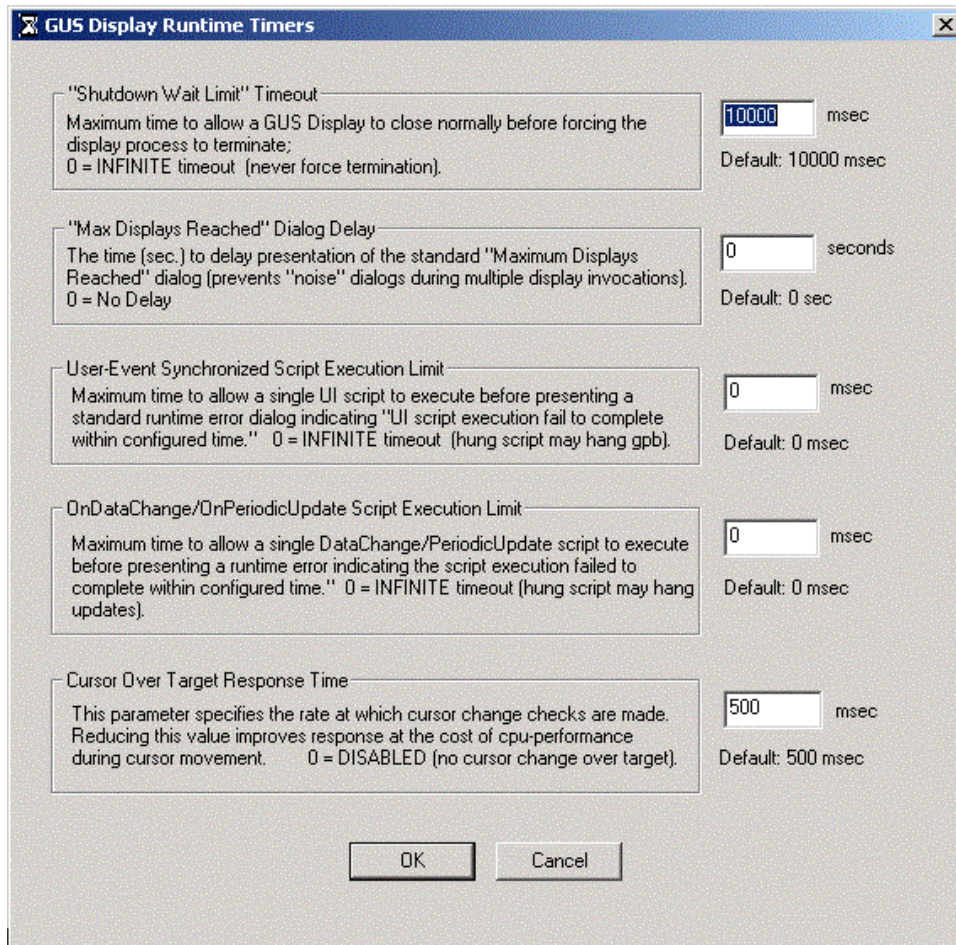 GUS Display Runtime Timers
"Shutdown Wait Limit" Timeout
Maximum time to allow a GUS Display to close normally before forcing the
display process to terminate;
0 = INFINITE timeout (never force termination).
10000 msec
Default: 10000 msec
"Max Displays Reached" Dialog Delay
The time (sec.) to delay presentation of the standard "Maximum Displays
Reached" dialog (prevents "noise" dialogs during multiple display invocations).
0 = No Delay
0 seconds
Default: 0 sec
User-Event Synchronized Script Execution Limit
Maximum time to allow a single UI script to execute before presenting a
standard runtime error dialog indicating "UI script execution fail to complete
within configured time." 0 = INFINITE timeout (hung script may hang gpb).
0 msec
Default: 0 msec
OnDataChange/OnPeriodicUpdate Script Execution Limit
Maximum time to allow a single DataChange/PeriodicUpdate script to execute
before presenting a runtime error indicating the script execution failed to
complete within configured time." 0 = INFINITE timeout (hung script may hang
updates).
0 msec
Default: 0 msec
Cursor Over Target Response Time
This parameter specifies the rate at which cursor change checks are made.
Reducing this value improves response at the cost of cpu-performance
during cursor movement. 0 = DISABLED (no cursor change over target).
500 msec
Default: 500 msec
OK Cancel